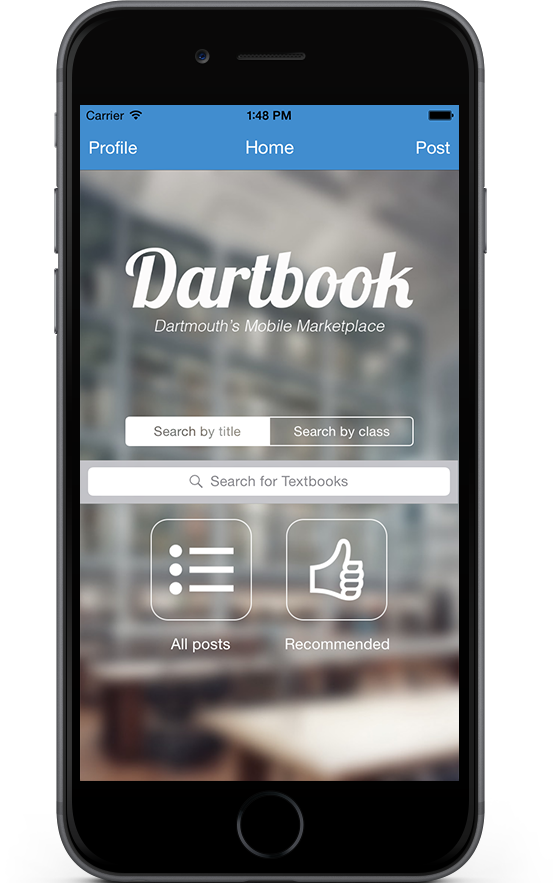 Carrier 1:48 PM
Profile Home Post
Dartbook
Dartmouth's Mobile Marketplace
Search by title Search by class
Search for Textbooks
All posts Recommended